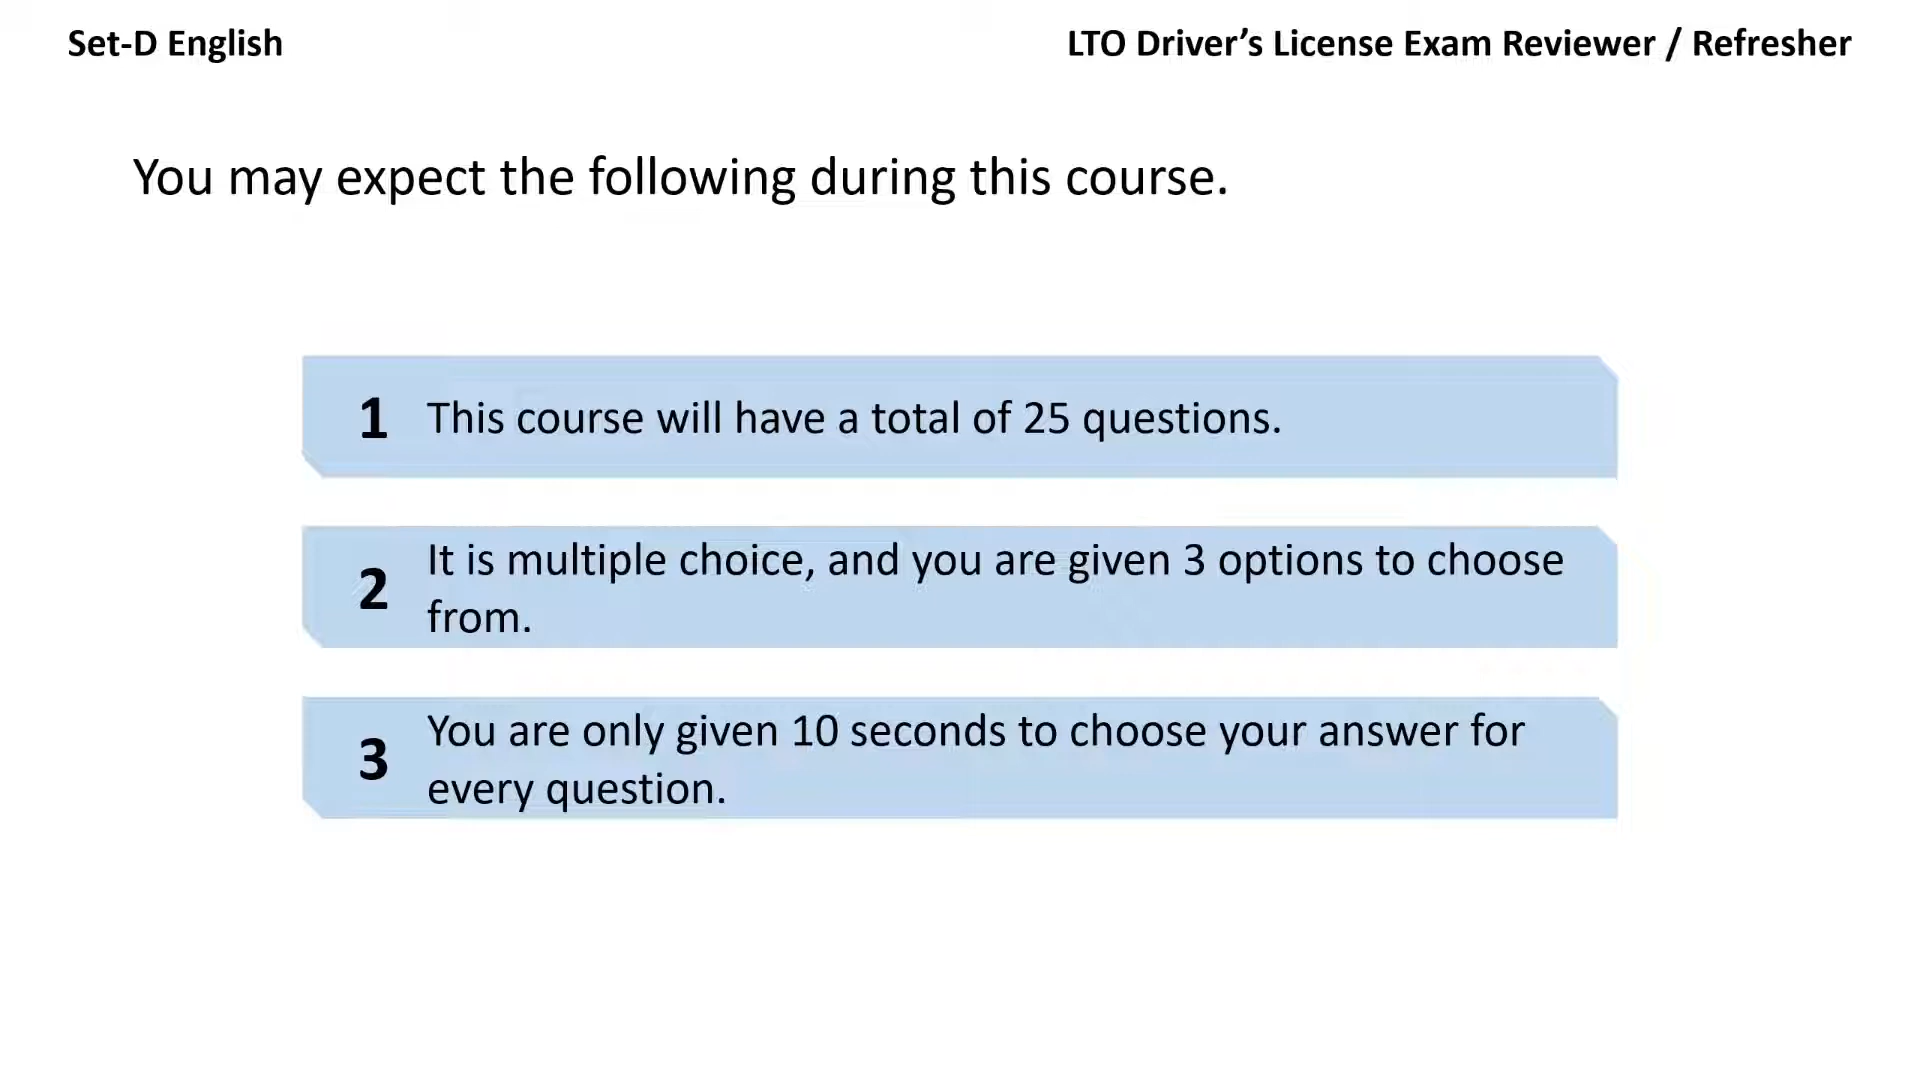 Set-D English
LTO Driver’s License Exam Reviewer / Refresher
You may expect the following during this course.
1 This course will have a total of 25 questions.
2 It is multiple choice, and you are given 3 options to choose
from.
3 You are only given 10 seconds to choose your answer for
every question.